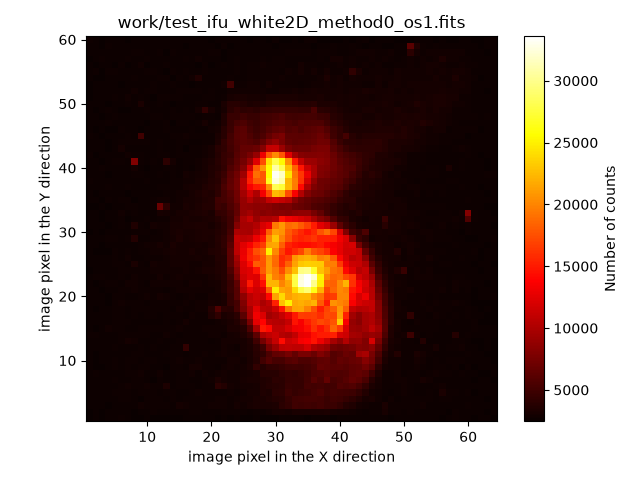 work/test_ifu_white2D_method0_os1.fits
60
50
40
30
20
10
image pixel in the Y direction
10 20 30 40 50 60
image pixel in the X direction
30000
25000
20000
15000
10000
5000
Number of counts